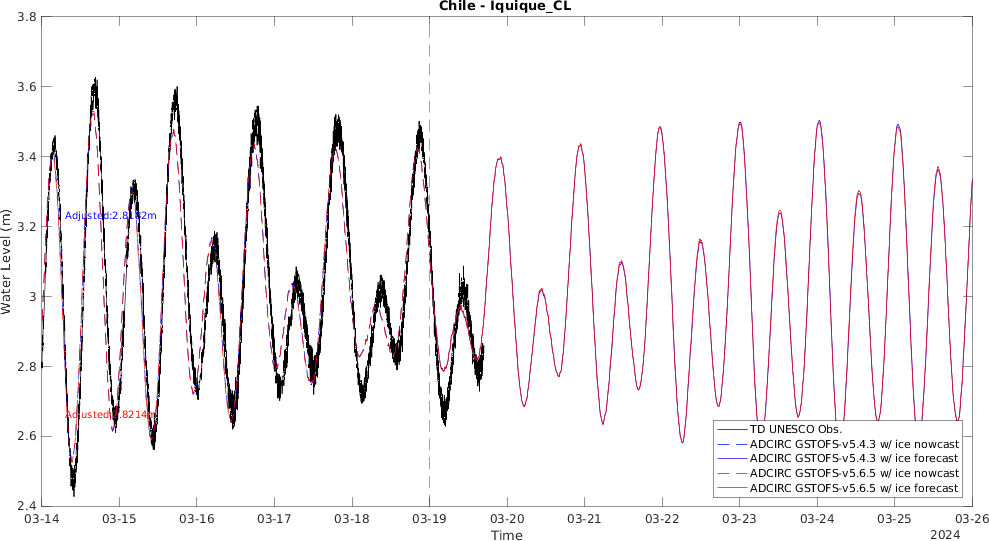 Chile - Iquique_CL
3.8
3.6
3.4
3.2
3
2.8
2.6
2.4
Water Level (m)
Adjusted:2.8182m
Adjusted:2.8214m
TD UNESCO Obs.
ADCIRC GSTOFS-v5.4.3 w/ ice nowcast
ADCIRC GSTOFS-v5.4.3 w/ ice forecast
ADCIRC GSTOFS-v5.6.5 w/ ice nowcast
ADCIRC GSTOFS-v5.6.5 w/ ice forecast
03-14 03-15 03-16 03-17 03-18 03-19 03-20 03-21 03-22 03-23 03-24 03-25 03-26
Time
2024